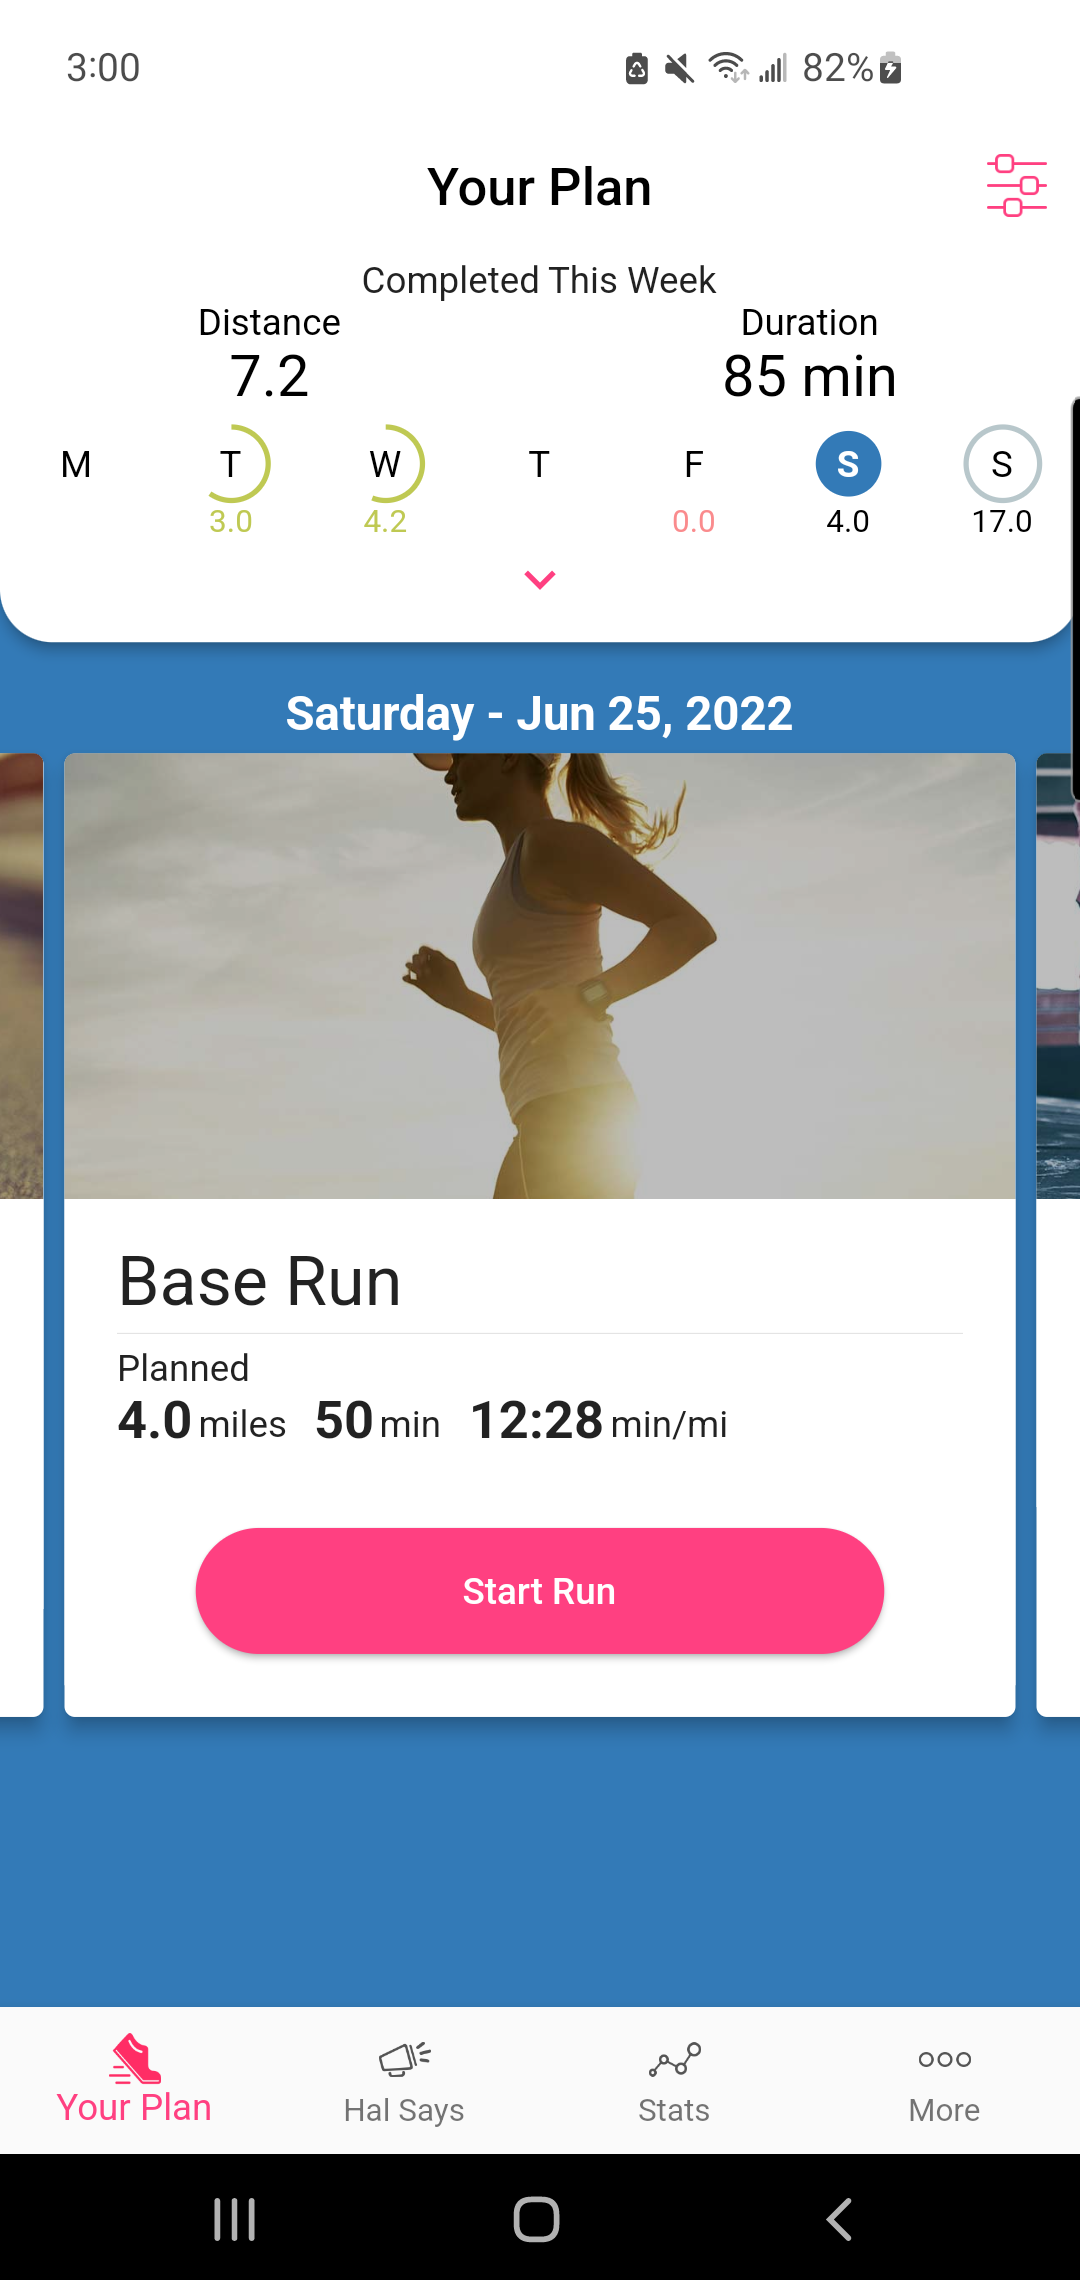 3:00 82%
Your Plan
Completed This Week
Distance Duration
7.2 85 min
M T W T F S S
3.0 4.2 0.0 4.0 17.0
Saturday - Jun 25, 2022
Base Run
Planned
4.0 miles 50 min 12:28 min/mi
Start Run
Your Plan Hal Says Stats More